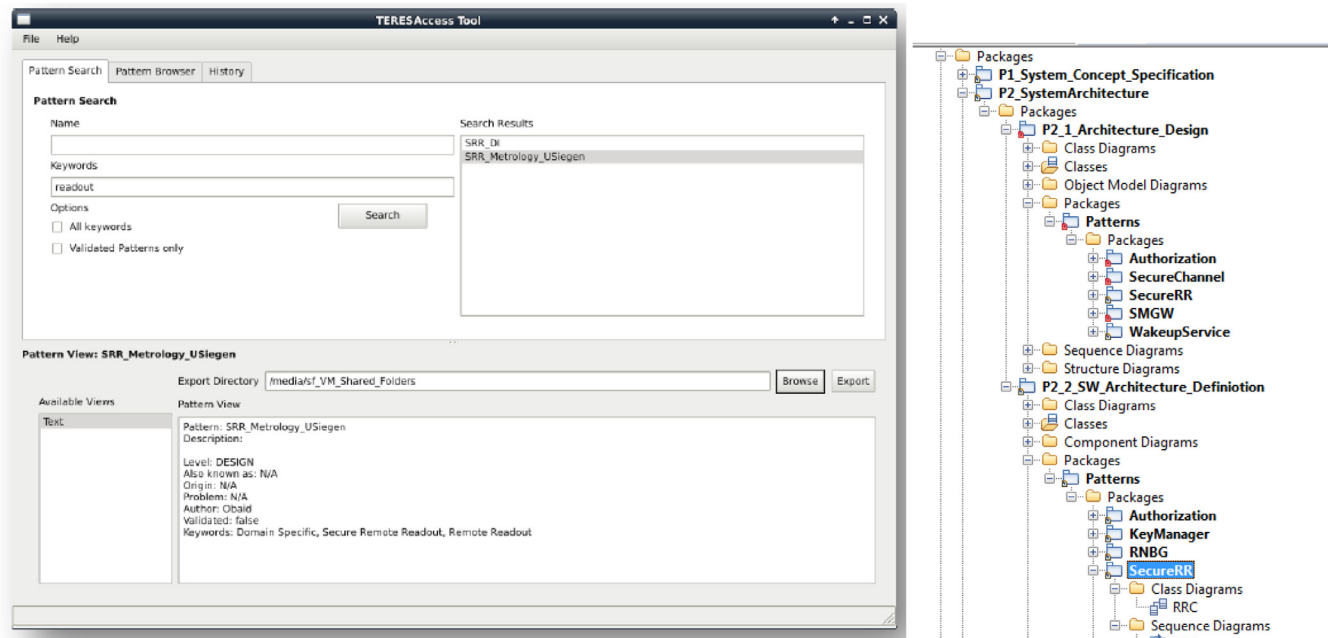 TERESAccess Tool
File Help
Pattern Search Pattern Browser History
Pattern Search
Name
Search Results
SRR_DI
SRR_Metrology_USiegen
Keywords
readout
Options
Search
All keywords
Validated Patterns only
Pattern View: SRR_Metrology_USiegen
Export Directory /media/sf_VM_Shared_Folders Browse Export
Available Views
Text
Pattern View
Pattern: SRR_Metrology_USiegen
Description:
Level: DESIGN
Also known as: N/A
Origin: N/A
Problem: N/A
Author: Obaid
Validated: false
Keywords: Domain Specific, Secure Remote Readout, Remote Readout
Packages
P1_System_Concept_Specification
P2_SystemArchitecture
Packages
P2_1_Architecture_Design
Class Diagrams
Classes
Object Model Diagrams
Packages
Patterns
Packages
Authorization
SecureChannel
SecureRR
SMGW
WakeupService
Sequence Diagrams
Structure Diagrams
P2_2_SW_Architecture_Definiotion
Class Diagrams
Classes
Component Diagrams
Packages
Patterns
Packages
Authorization
KeyManager
RNBG
SecureRR
Class Diagrams
RRC
Sequence Diagrams